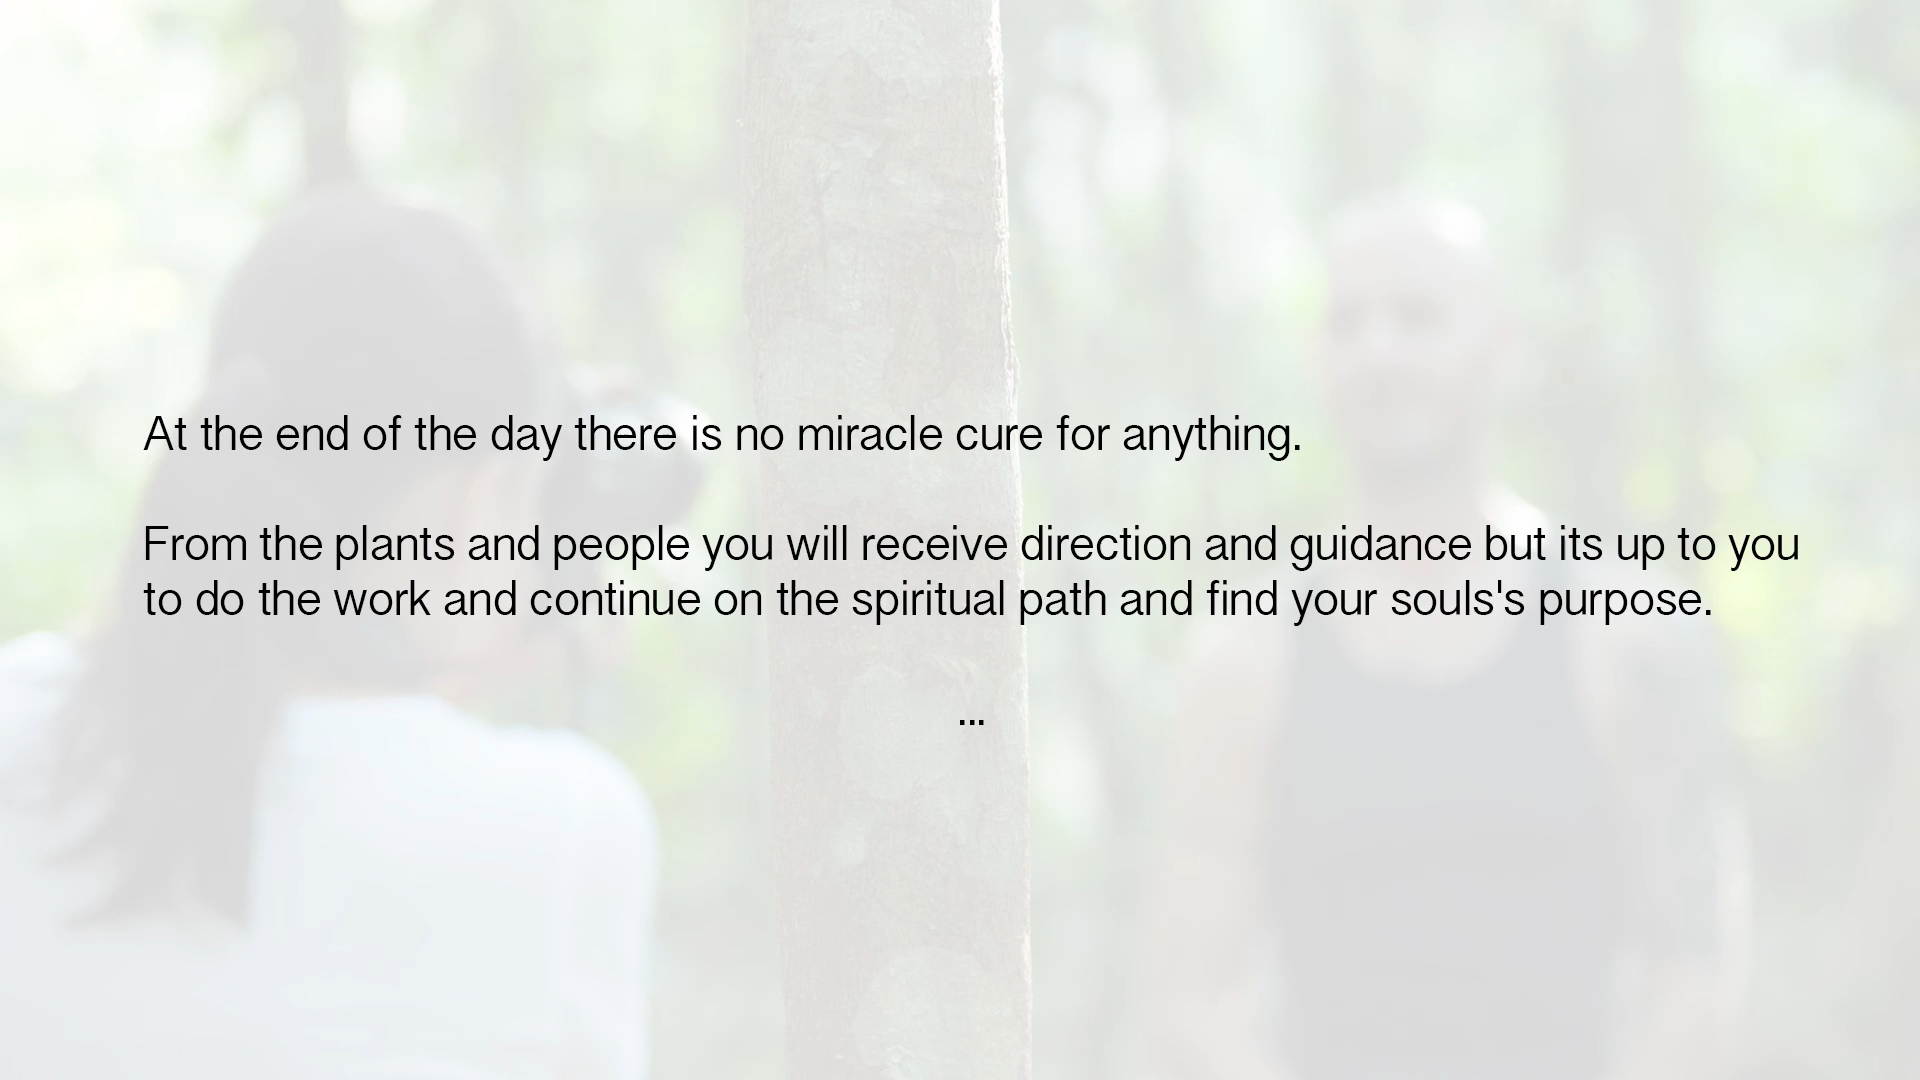 At the end of the day there is no miracle cure for anything.
From the plants and people you will receive direction and guidance but its up to you
to do the work and continue on the spiritual path and find your souls's purpose.
...